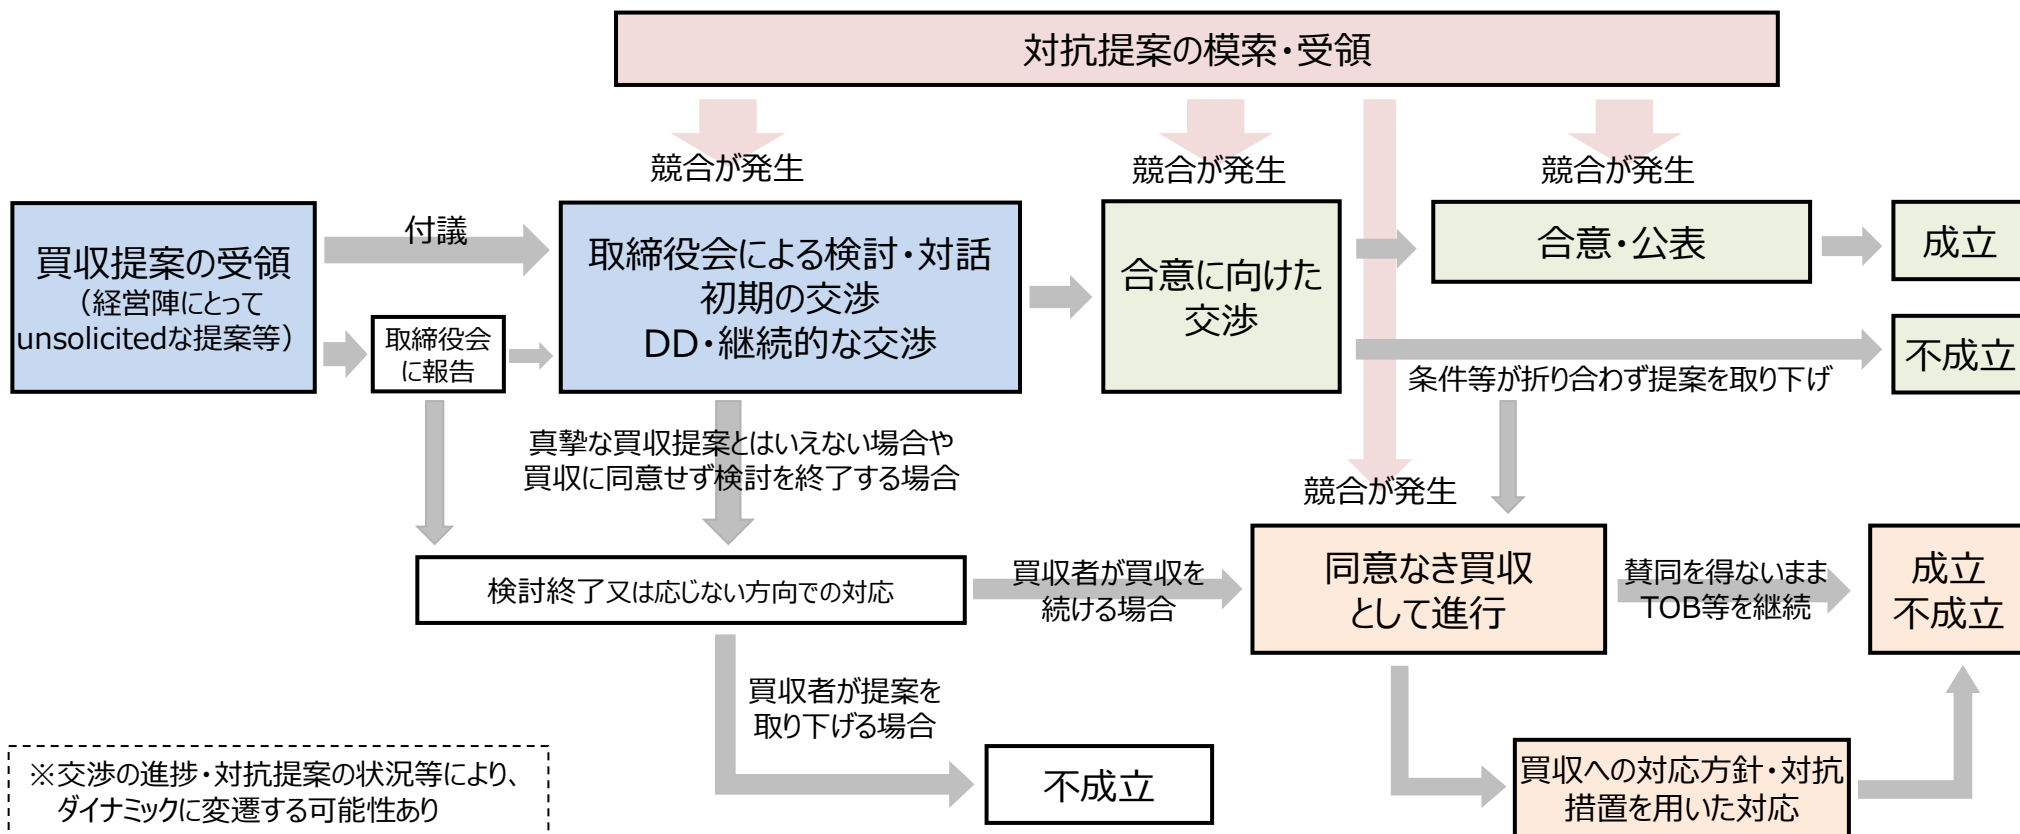 対抗提案の模索・受領
競合が発生
競合が発生
競合が発生
買収提案の受領
（経営陣にとって
unsolicitedな提案等）
付議
取締役会
に報告
取締役会による検討・対話
初期の交渉
DD・継続的な交渉
合意に向けた
交渉
合意・公表
成立
不成立
条件等が折り合わず提案を取り下げ
真摯な買収提案とはいえない場合や
買収に同意せず検討を終了する場合
競合が発生
検討終了又は応じない方向での対応
買収者が買収を
続ける場合
同意なき買収
として進行
賛同を得ないまま
TOB等を継続
成立
不成立
買収者が提案を
取り下げる場合
不成立
買収への対応方針・対抗
措置を用いた対応
※交渉の進捗・対抗提案の状況等により、
ダイナミックに変遷する可能性あり